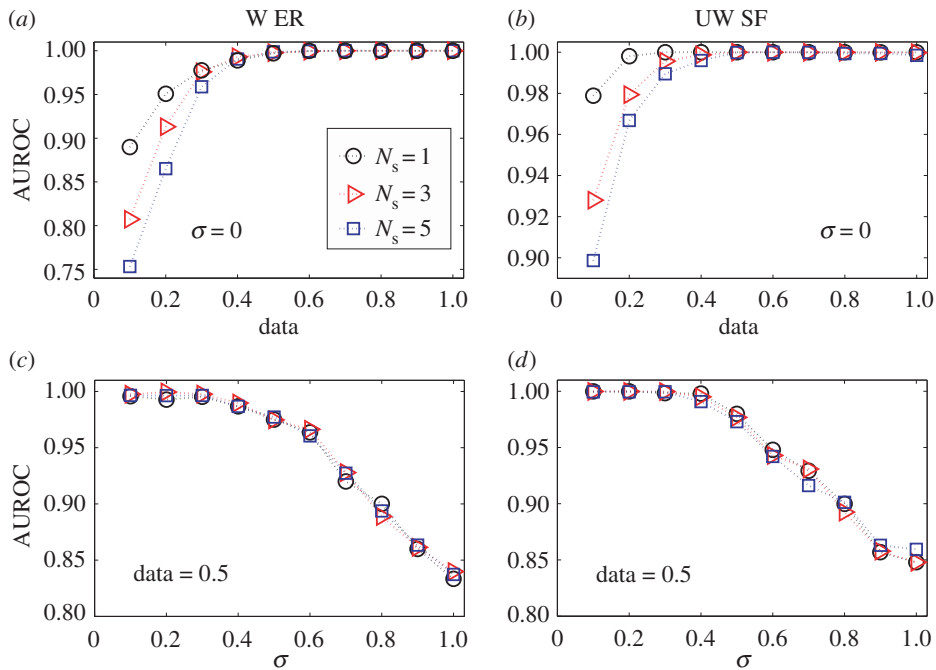 W ER
UW SF
(a)
(b)
1.00
0.95
0.90
0.85
0.80
0.75
AUROC
N_s = 1
N_s = 3
N_s = 5
σ = 0
0 0.2 0.4 0.6 0.8 1.0
data
1.00
0.98
0.96
0.94
0.92
0.90
σ = 0
0 0.2 0.4 0.6 0.8 1.0
data
(c)
(d)
1.00
0.95
0.90
0.85
0.80
AUROC
data = 0.5
0 0.2 0.4 0.6 0.8 1.0
σ
1.00
0.95
0.90
0.85
0.80
data = 0.5
0 0.2 0.4 0.6 0.8 1.0
σ